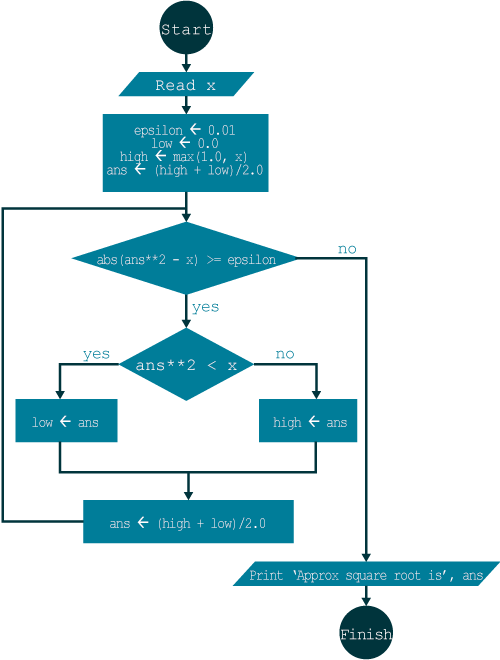 Start
Read x
epsilon ← 0.01
low ← 0.0
high ← max(1.0, x)
ans ← (high + low)/2.0
abs(ans**2 - x) >= epsilon
no
yes
ans**2 < x
yes
no
low ← ans
high ← ans
ans ← (high + low)/2.0
Print ‘Approx square root is’, ans
Finish